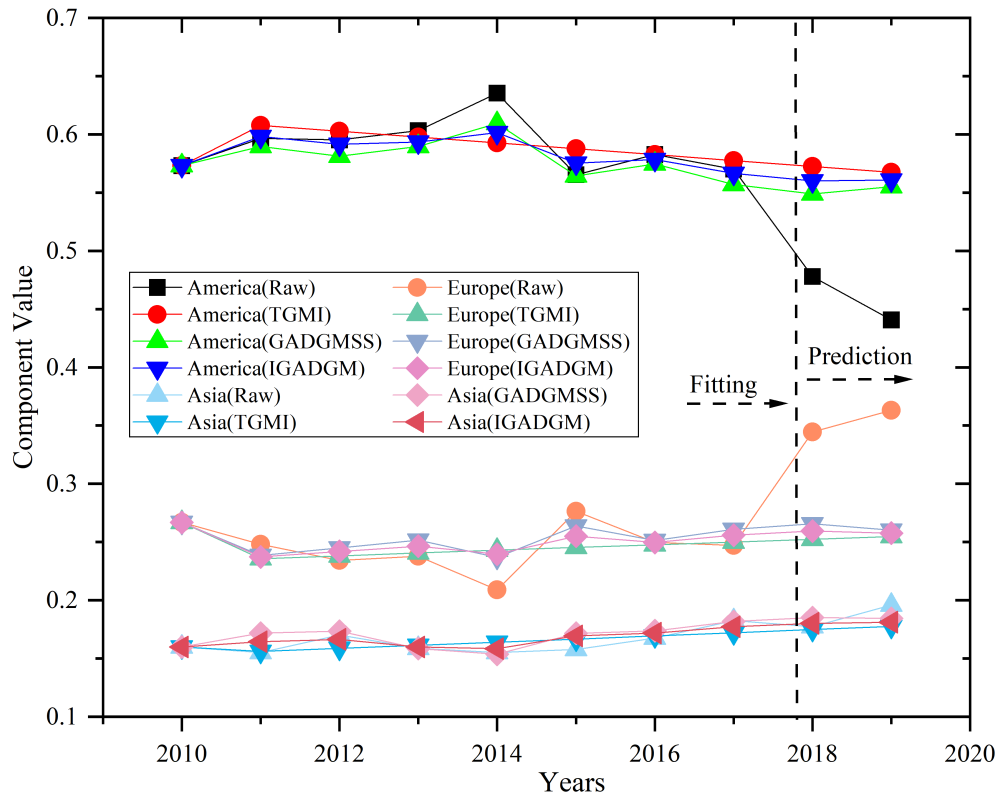 0.7
0.6
0.5
0.4
0.3
0.2
0.1
Component Value
America(Raw)
America(TGMI)
America(GADGMSS)
America(IGADGM)
Asia(Raw)
Asia(TGMI)
Europe(Raw)
Europe(TGMI)
Europe(GADGMSS)
Europe(IGADGM)
Asia(GADGMSS)
Asia(IGADGM)
Fitting
Prediction
2010 2012 2014 2016 2018 2020
Years